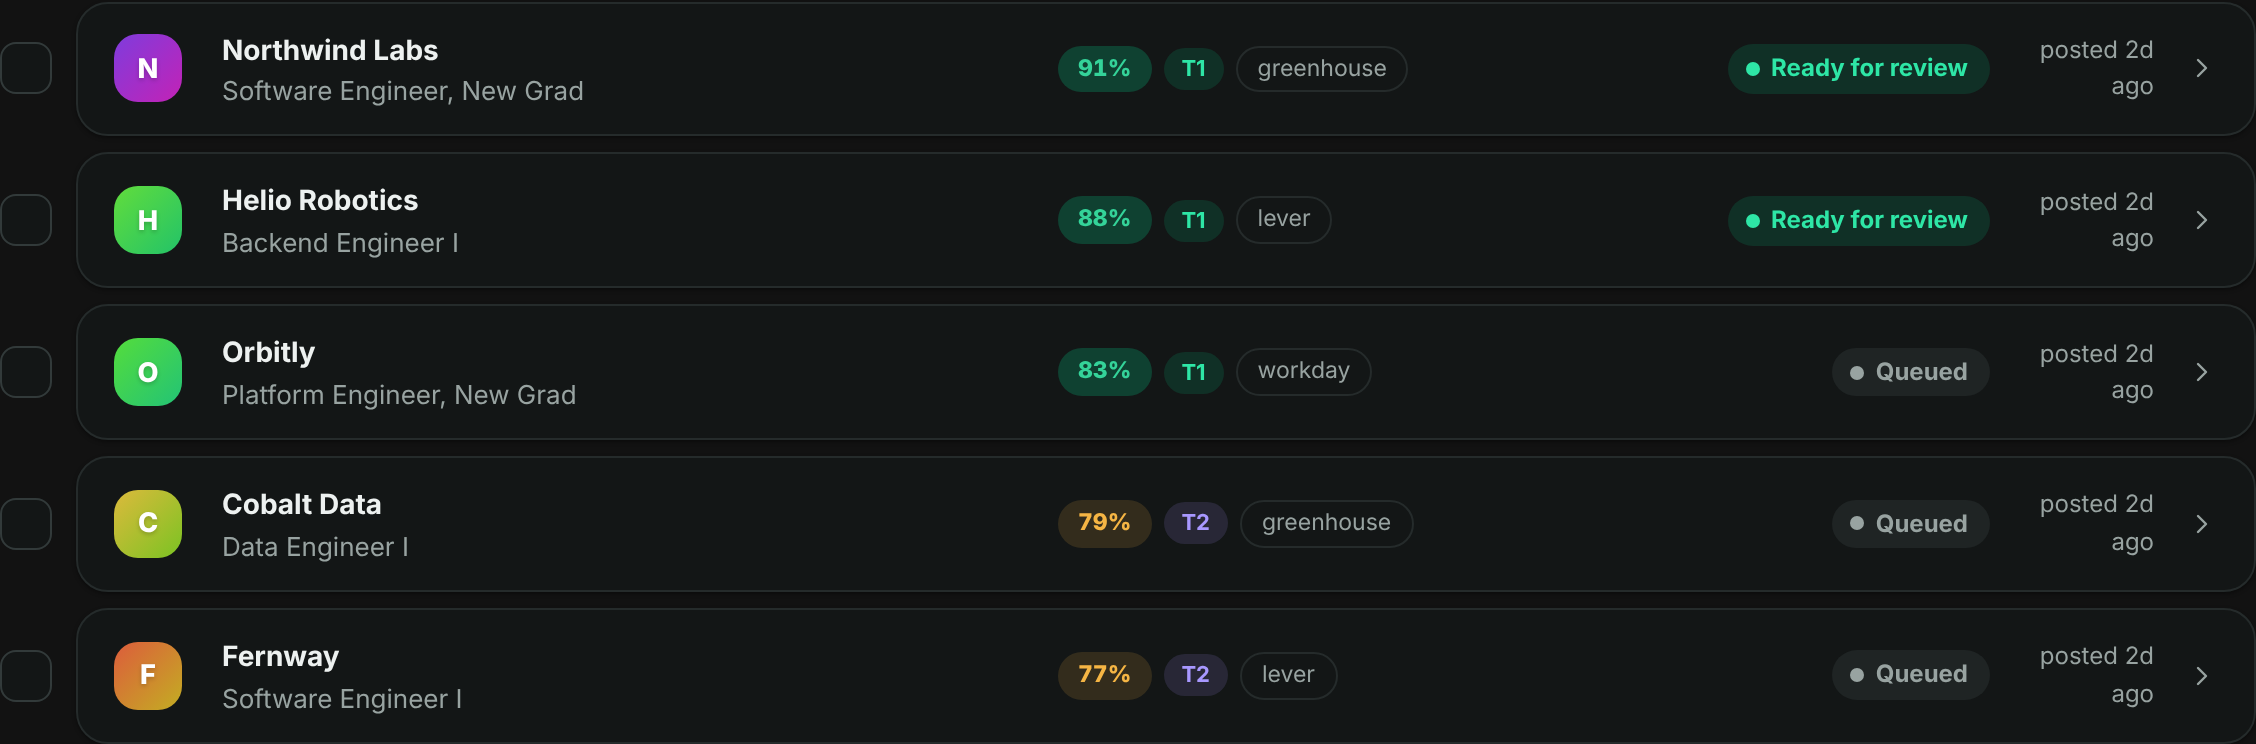 N
Northwind Labs
Software Engineer, New Grad
91% T1 greenhouse
Ready for review
posted 2d
ago
H
Helio Robotics
Backend Engineer I
88% T1 lever
Ready for review
posted 2d
ago
O
Orbitly
Platform Engineer, New Grad
83% T1 workday
Queued
posted 2d
ago
C
Cobalt Data
Data Engineer I
79% T2 greenhouse
Queued
posted 2d
ago
F
Fernway
Software Engineer I
77% T2 lever
Queued
posted 2d
ago